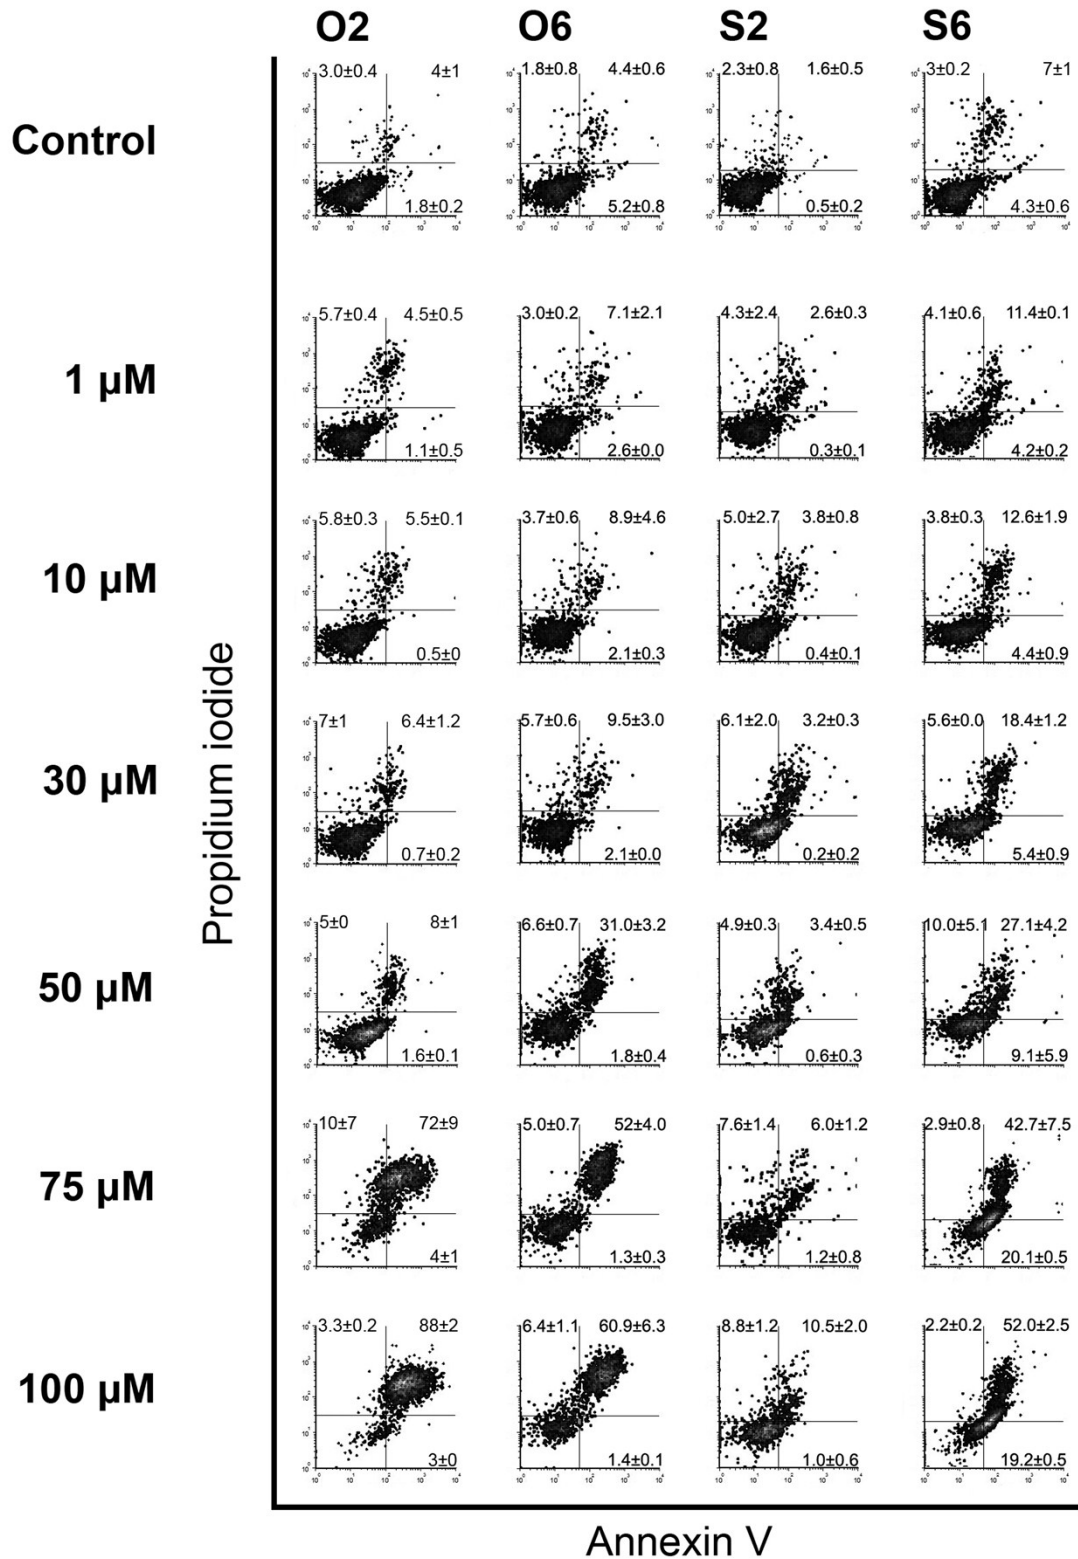 O2 O6 S2 S6
Control
3.0±0.4 4±1 1.8±0.8 4.4±0.6 2.3±0.8 1.6±0.5 3±0.2 7±1
1.8±0.2 5.2±0.8 0.5±0.2 4.3±0.6
1 µM
5.7±0.4 4.5±0.5 3.0±0.2 7.1±2.1 4.3±2.4 2.6±0.3 4.1±0.6 11.4±0.1
1.1±0.5 2.6±0.0 0.3±0.1 4.2±0.2
10 µM
5.8±0.3 5.5±0.1 3.7±0.6 8.9±4.6 5.0±2.7 3.8±0.8 3.8±0.3 12.6±1.9
0.5±0 2.1±0.3 0.4±0.1 4.4±0.9
30 µM
7±1 6.4±1.2 5.7±0.6 9.5±3.0 6.1±2.0 3.2±0.3 5.6±0.0 18.4±1.2
0.7±0.2 2.1±0.0 0.2±0.2 5.4±0.9
50 µM
5±0 8±1 6.6±0.7 31.0±3.2 4.9±0.3 3.4±0.5 10.0±5.1 27.1±4.2
1.6±0.1 1.8±0.4 0.6±0.3 9.1±5.9
75 µM
10±7 72±9 5.0±0.7 52±4.0 7.6±1.4 6.0±1.2 2.9±0.8 42.7±7.5
4±1 1.3±0.3 1.2±0.8 20.1±0.5
100 µM
3.3±0.2 88±2 6.4±1.1 60.9±6.3 8.8±1.2 10.5±2.0 2.2±0.2 52.0±2.5
3±0 1.4±0.1 1.0±0.6 19.2±0.5
Propidium iodide
Annexin V